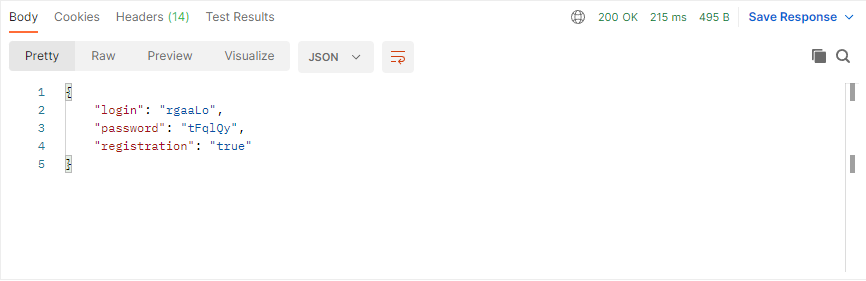 Body Cookies Headers (14) Test Results 200 OK 215 ms 495 B Save Response
Pretty Raw Preview Visualize JSON
1 {
2 "login": "rgaaLo",
3 "password": "tFqlQy",
4 "registration": "true"
5 }